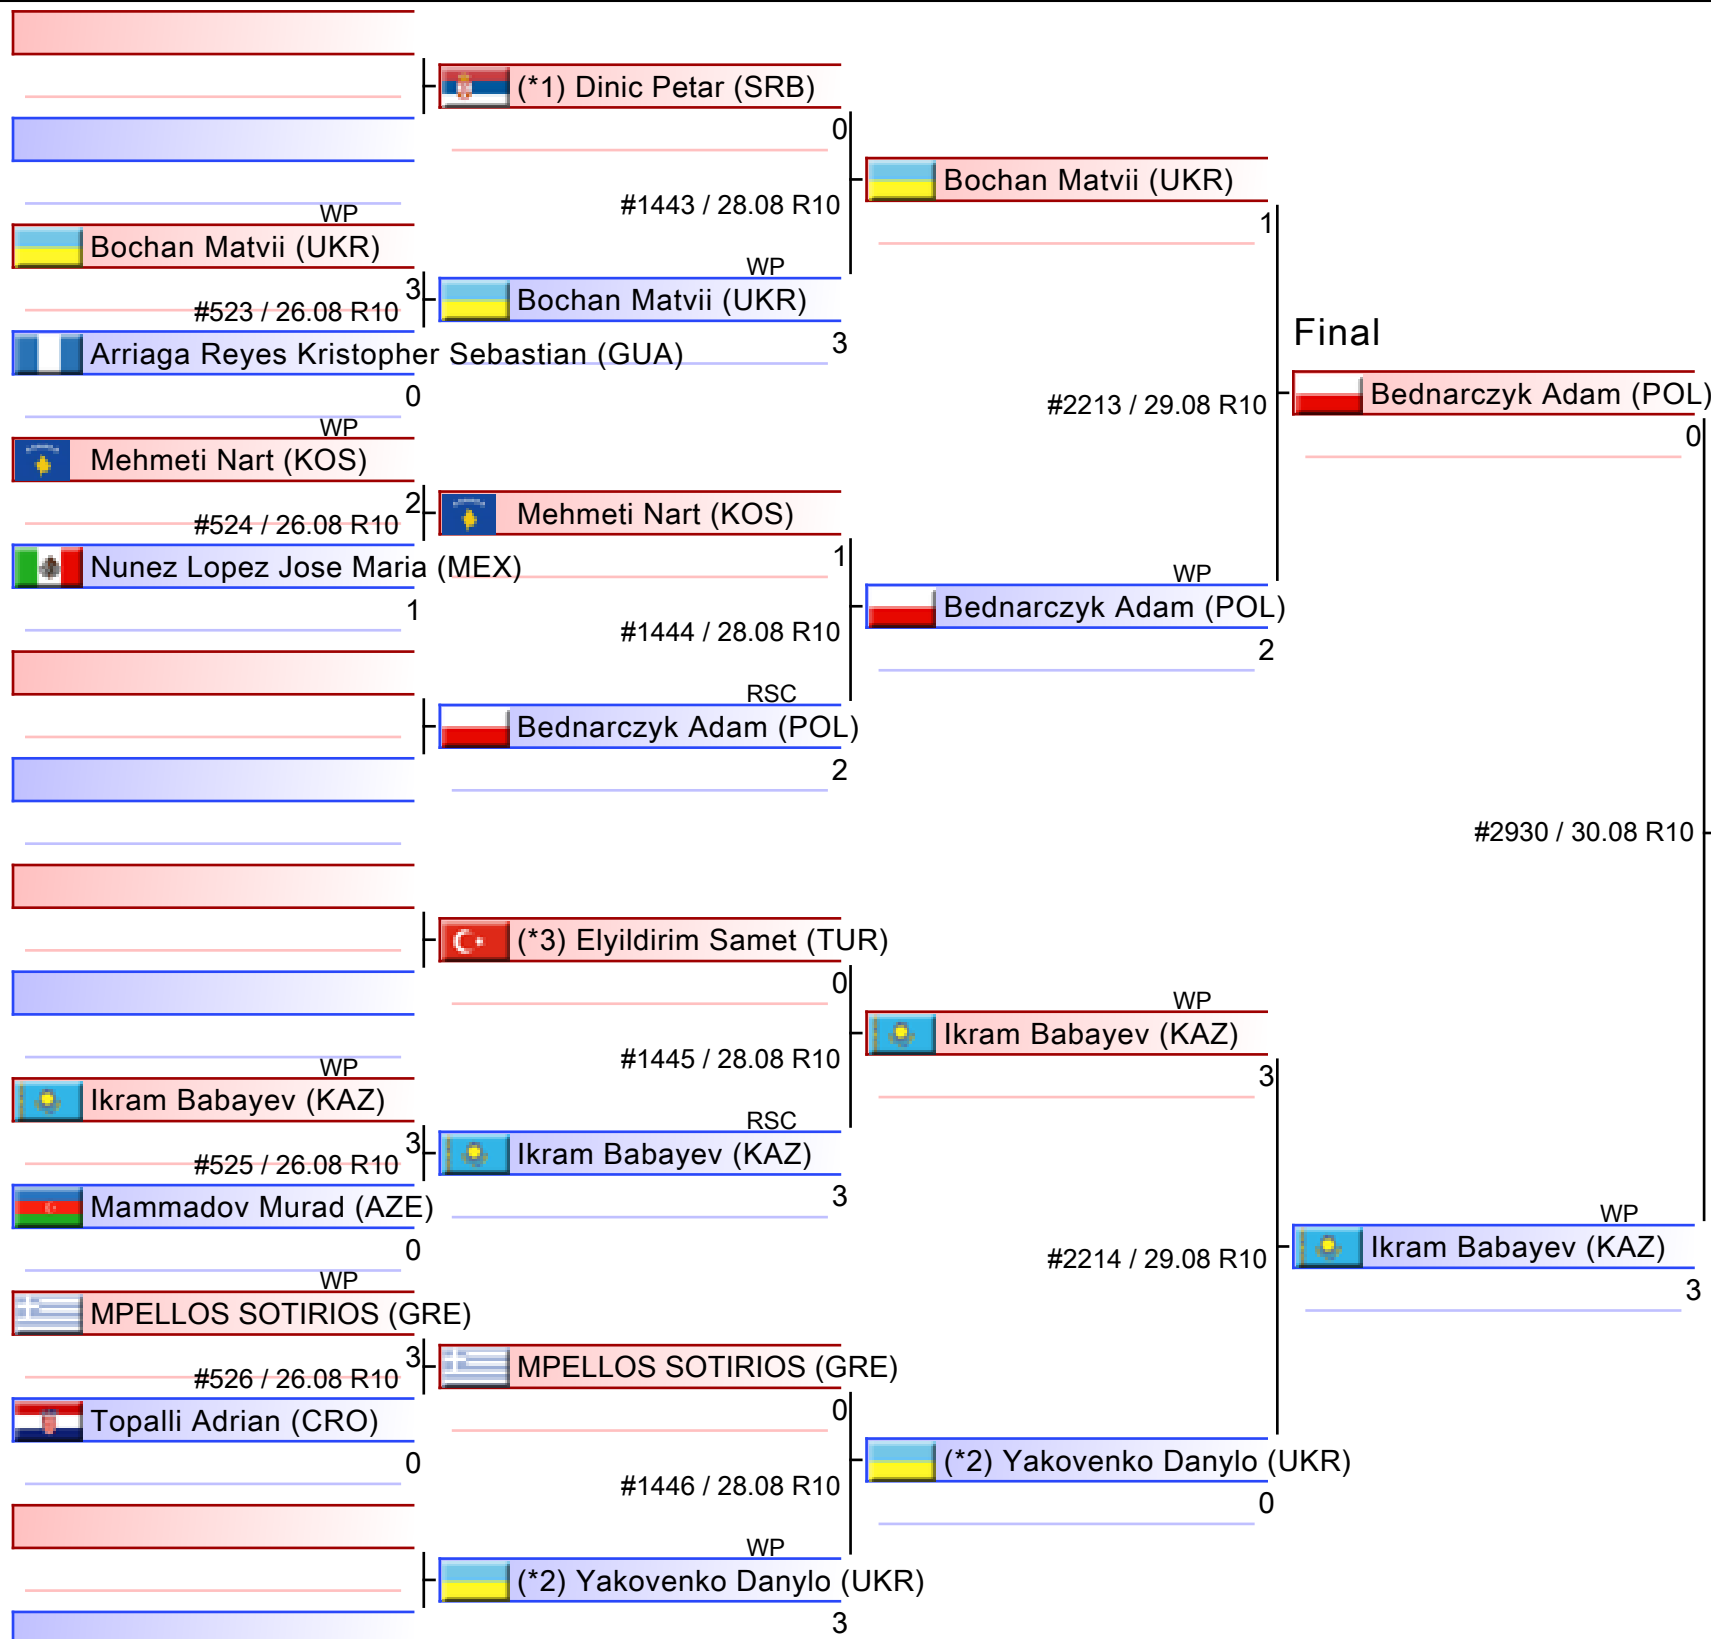 (*1) Dinic Petar (SRB)
0
#1443 / 28.08 R10
WP
Bochan Matvii (UKR)
3
#523 / 26.08 R10
Arriaga Reyes Kristopher Sebastian (GUA)
0
WP
Bochan Matvii (UKR)
3
Bochan Matvii (UKR)
1
#2213 / 29.08 R10
WP
Mehmeti Nart (KOS)
2
#524 / 26.08 R10
Nunez Lopez Jose Maria (MEX)
1
Mehmeti Nart (KOS)
1
#1444 / 28.08 R10
RSC
Bednarczyk Adam (POL)
2
WP
Bednarczyk Adam (POL)
2
Final
Bednarczyk Adam (POL)
0
#2930 / 30.08 R10
(*3) Elyildirim Samet (TUR)
0
#1445 / 28.08 R10
WP
Ikram Babayev (KAZ)
3
#525 / 26.08 R10
Mammadov Murad (AZE)
0
RSC
Ikram Babayev (KAZ)
3
WP
Ikram Babayev (KAZ)
3
#2214 / 29.08 R10
WP
Ikram Babayev (KAZ)
3
WP
MPELLOS SOTIRIOS (GRE)
3
#526 / 26.08 R10
Topalli Adrian (CRO)
0
MPELLOS SOTIRIOS (GRE)
0
#1446 / 28.08 R10
WP
(*2) Yakovenko Danylo (UKR)
3
(*2) Yakovenko Danylo (UKR)
0